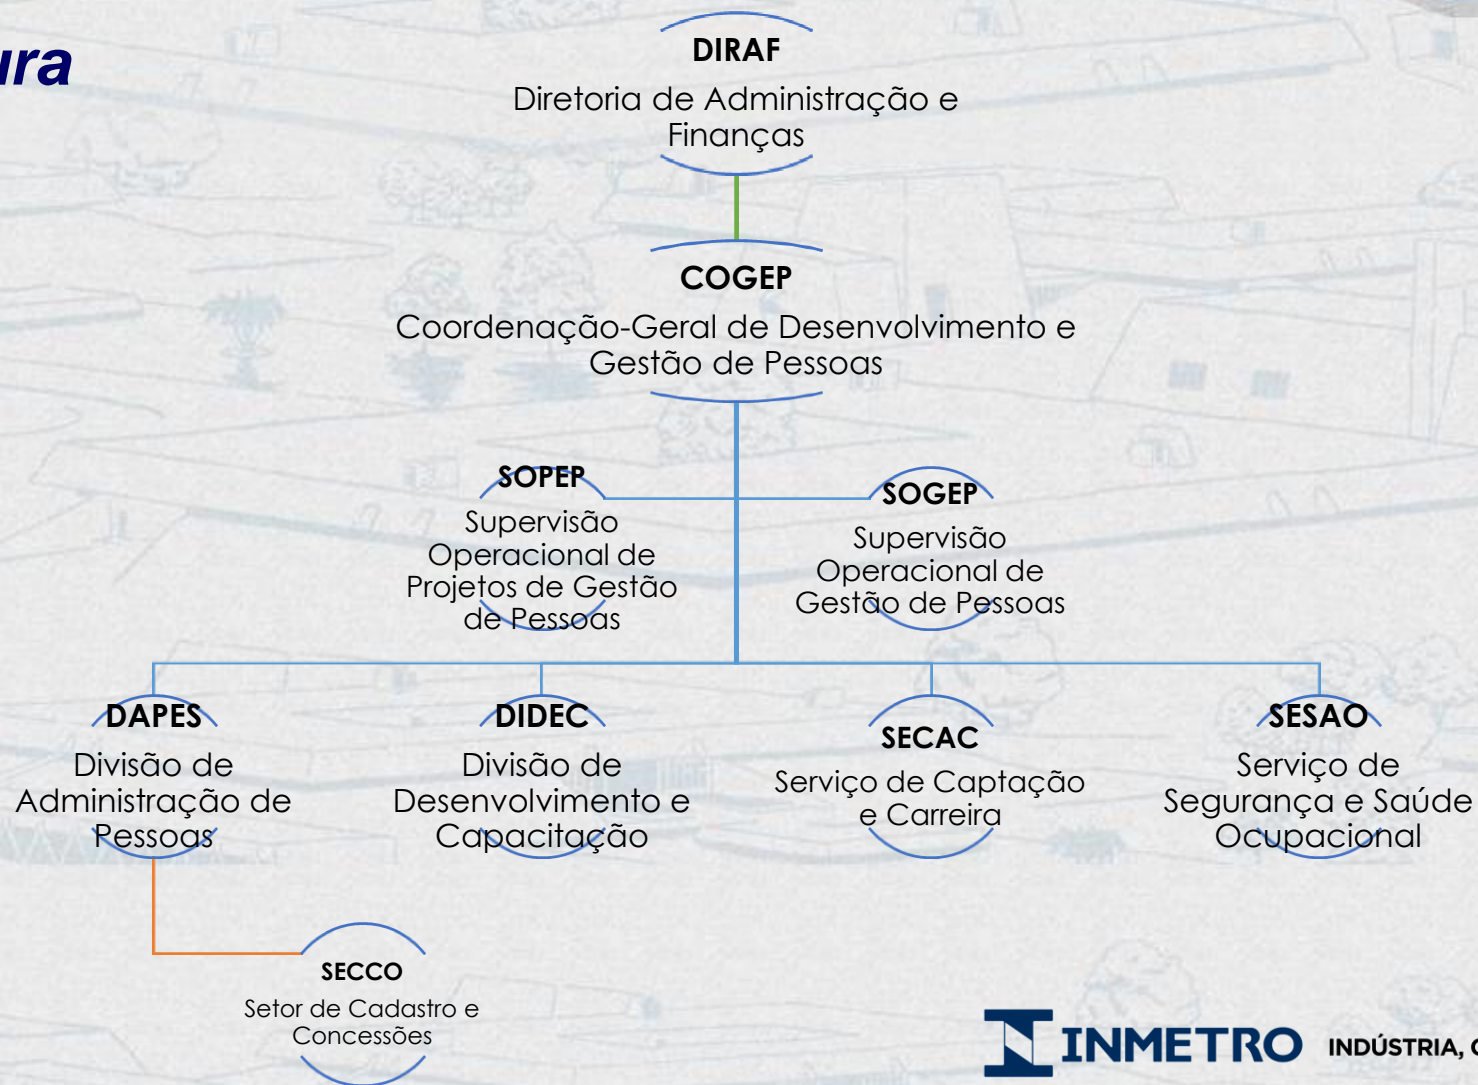 ura
DIRAF
Diretoria de Administração e
Finanças
COGEP
Coordenação-Geral de Desenvolvimento e
Gestão de Pessoas
SOPEP
Supervisão
Operacional de
Projetos de Gestão
de Pessoas
SOGEP
Supervisão
Operacional de
Gestão de Pessoas
DAPES
Divisão de
Administração de
Pessoas
DIDEC
Divisão de
Desenvolvimento e
Capacitação
SECAC
Serviço de Captação
e Carreira
SESAO
Serviço de
Segurança e Saúde
Ocupacional
SECCO
Setor de Cadastro e
Concessões
INMETRO
INDÚSTRIA,